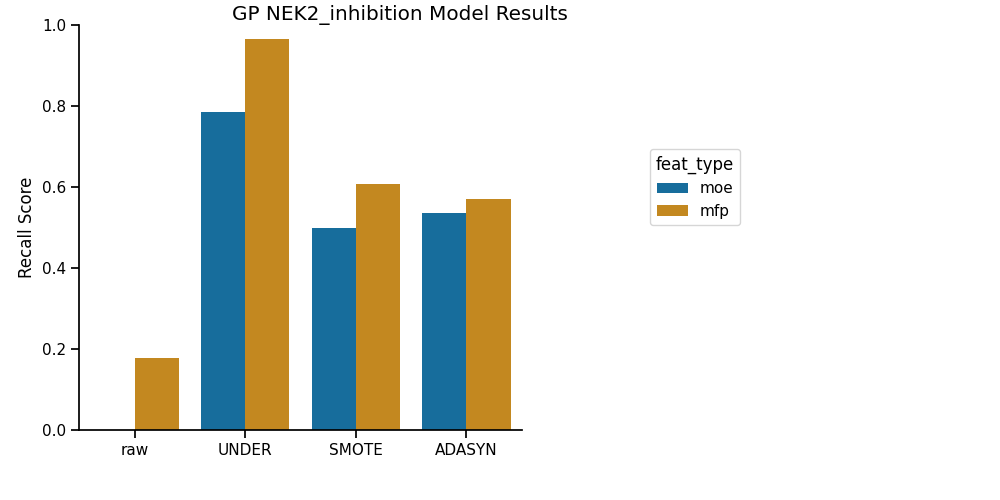 GP NEK2_inhibition Model Results
1.0
0.8
0.6
0.4
0.2
0.0
Recall Score
raw
UNDER
SMOTE
ADASYN
feat_type
moe
mfp